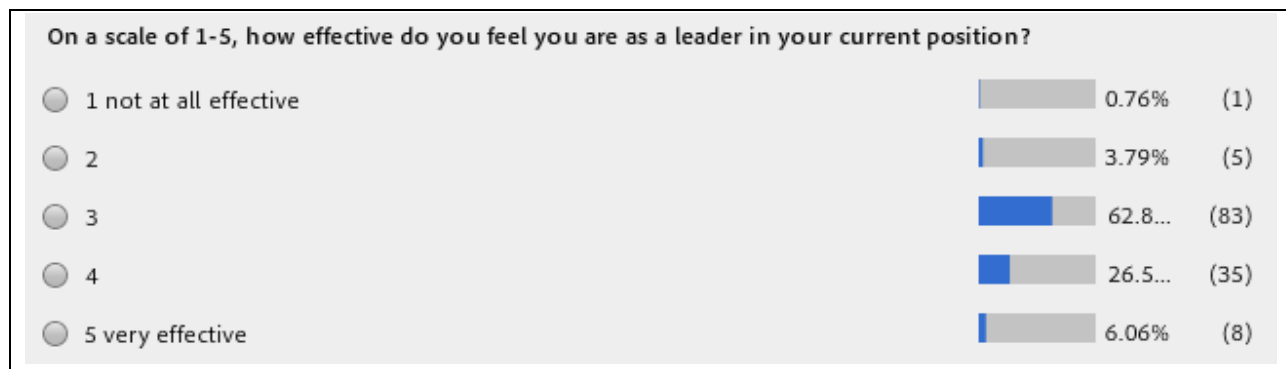 On a scale of 1-5, how effective do you feel you are as a leader in your current position?
1 not at all effective 0.76% (1)
2 3.79% (5)
3 62.8... (83)
4 26.5... (35)
5 very effective 6.06% (8)